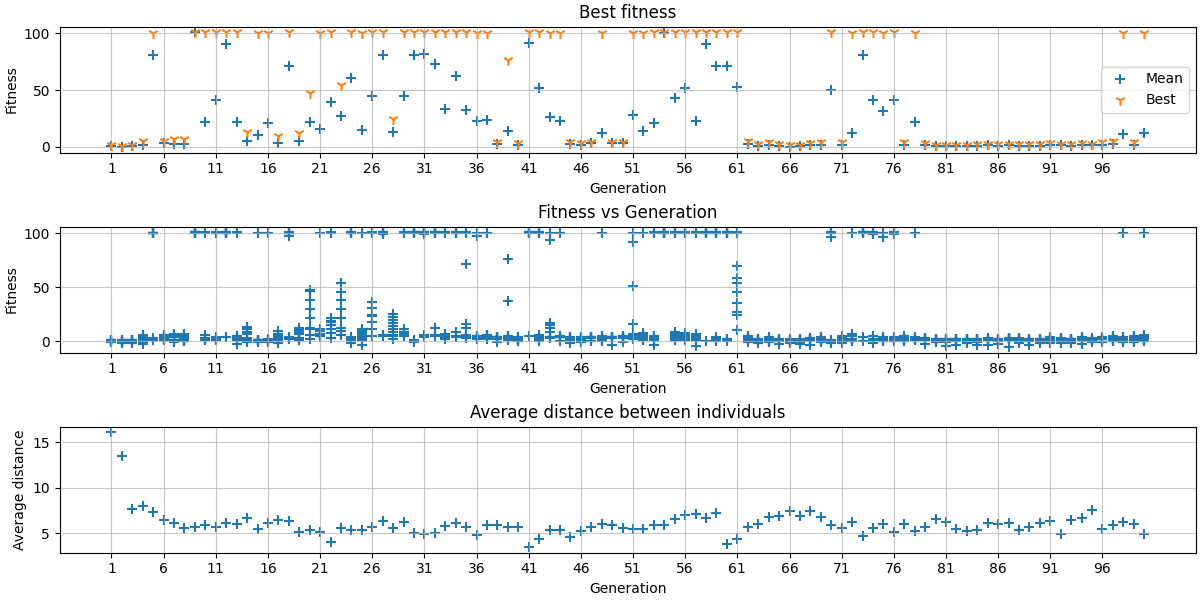 Best fitness
100
50
0
Fitness
Mean
Best
1 6 11 16 21 26 31 36 41 46 51 56 61 66 71 76 81 86 91 96
Generation
Fitness vs Generation
100
50
0
Fitness
1 6 11 16 21 26 31 36 41 46 51 56 61 66 71 76 81 86 91 96
Generation
Average distance between individuals
15
10
5
Average distance
1 6 11 16 21 26 31 36 41 46 51 56 61 66 71 76 81 86 91 96
Generation